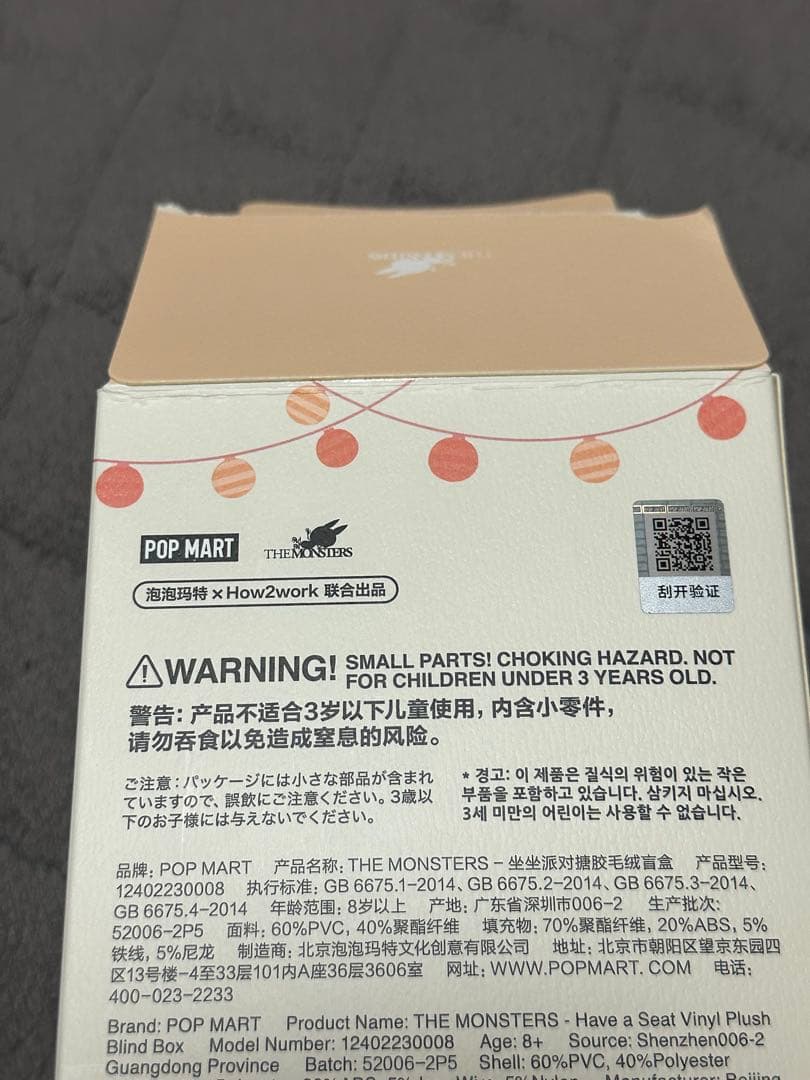 THE MONSTERS
POP MART
THE MONSTERS
泡泡玛特 × How2work 联合出品
刮开验证
WARNING! SMALL PARTS! CHOKING HAZARD. NOT
FOR CHILDREN UNDER 3 YEARS OLD.
警告: 产品不适合3岁以下儿童使用, 内含小零件,
请勿吞食以免造成窒息的风险。
ご注意：パッケージには小さな部品が含まれ
ていますので、誤飲にご注意ください。3歳以
下のお子様には与えないでください。
* 경고: 이 제품은 질식의 위험이 있는 작은
부품을 포함하고 있습니다. 삼키지 마십시오.
3세 미만의 어린이는 사용할 수 없습니다.
品牌: POP MART 产品名称: THE MONSTERS – 坐坐派对搪胶毛绒盲盒 产品型号:
12402230008 执行标准: GB 6675.1–2014、GB 6675.2–2014、GB 6675.3–2014、
GB 6675.4–2014 年龄范围: 8岁以上 产地: 广东省深圳市006–2 生产批次:
52006–2P5 面料: 60%PVC, 40%聚酯纤维 填充物: 70%聚酯纤维, 20%ABS, 5%
铁线, 5%尼龙 制造商: 北京泡泡玛特文化创意有限公司 地址: 北京市朝阳区望京东园四
区13号楼–4至33层101内A座36层3606室 网址: WWW.POPMART. COM 电话:
400–023–2233
Brand: POP MART Product Name: THE MONSTERS - Have a Seat Vinyl Plush
Blind Box Model Number: 12402230008 Age: 8+ Source: Shenzhen006-2
Guangdong Province Batch: 52006–2P5 Shell: 60%PVC, 40%Polyester
Manufacturer: Beijing